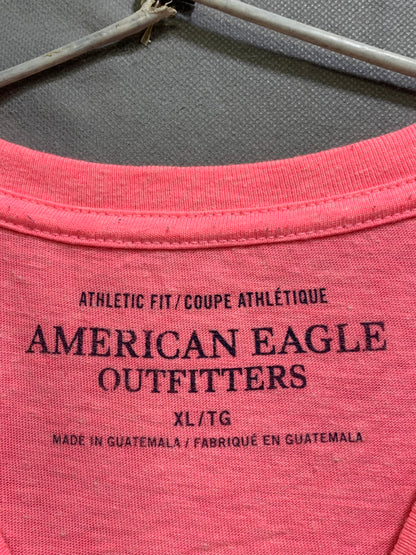 ATHLETIC FIT/COUPE ATHLÉTIQUE
AMERICAN EAGLE
OUTFITTERS
XL/TG
MADE IN GUATEMALA / FABRIQUÉ EN GUATEMALA